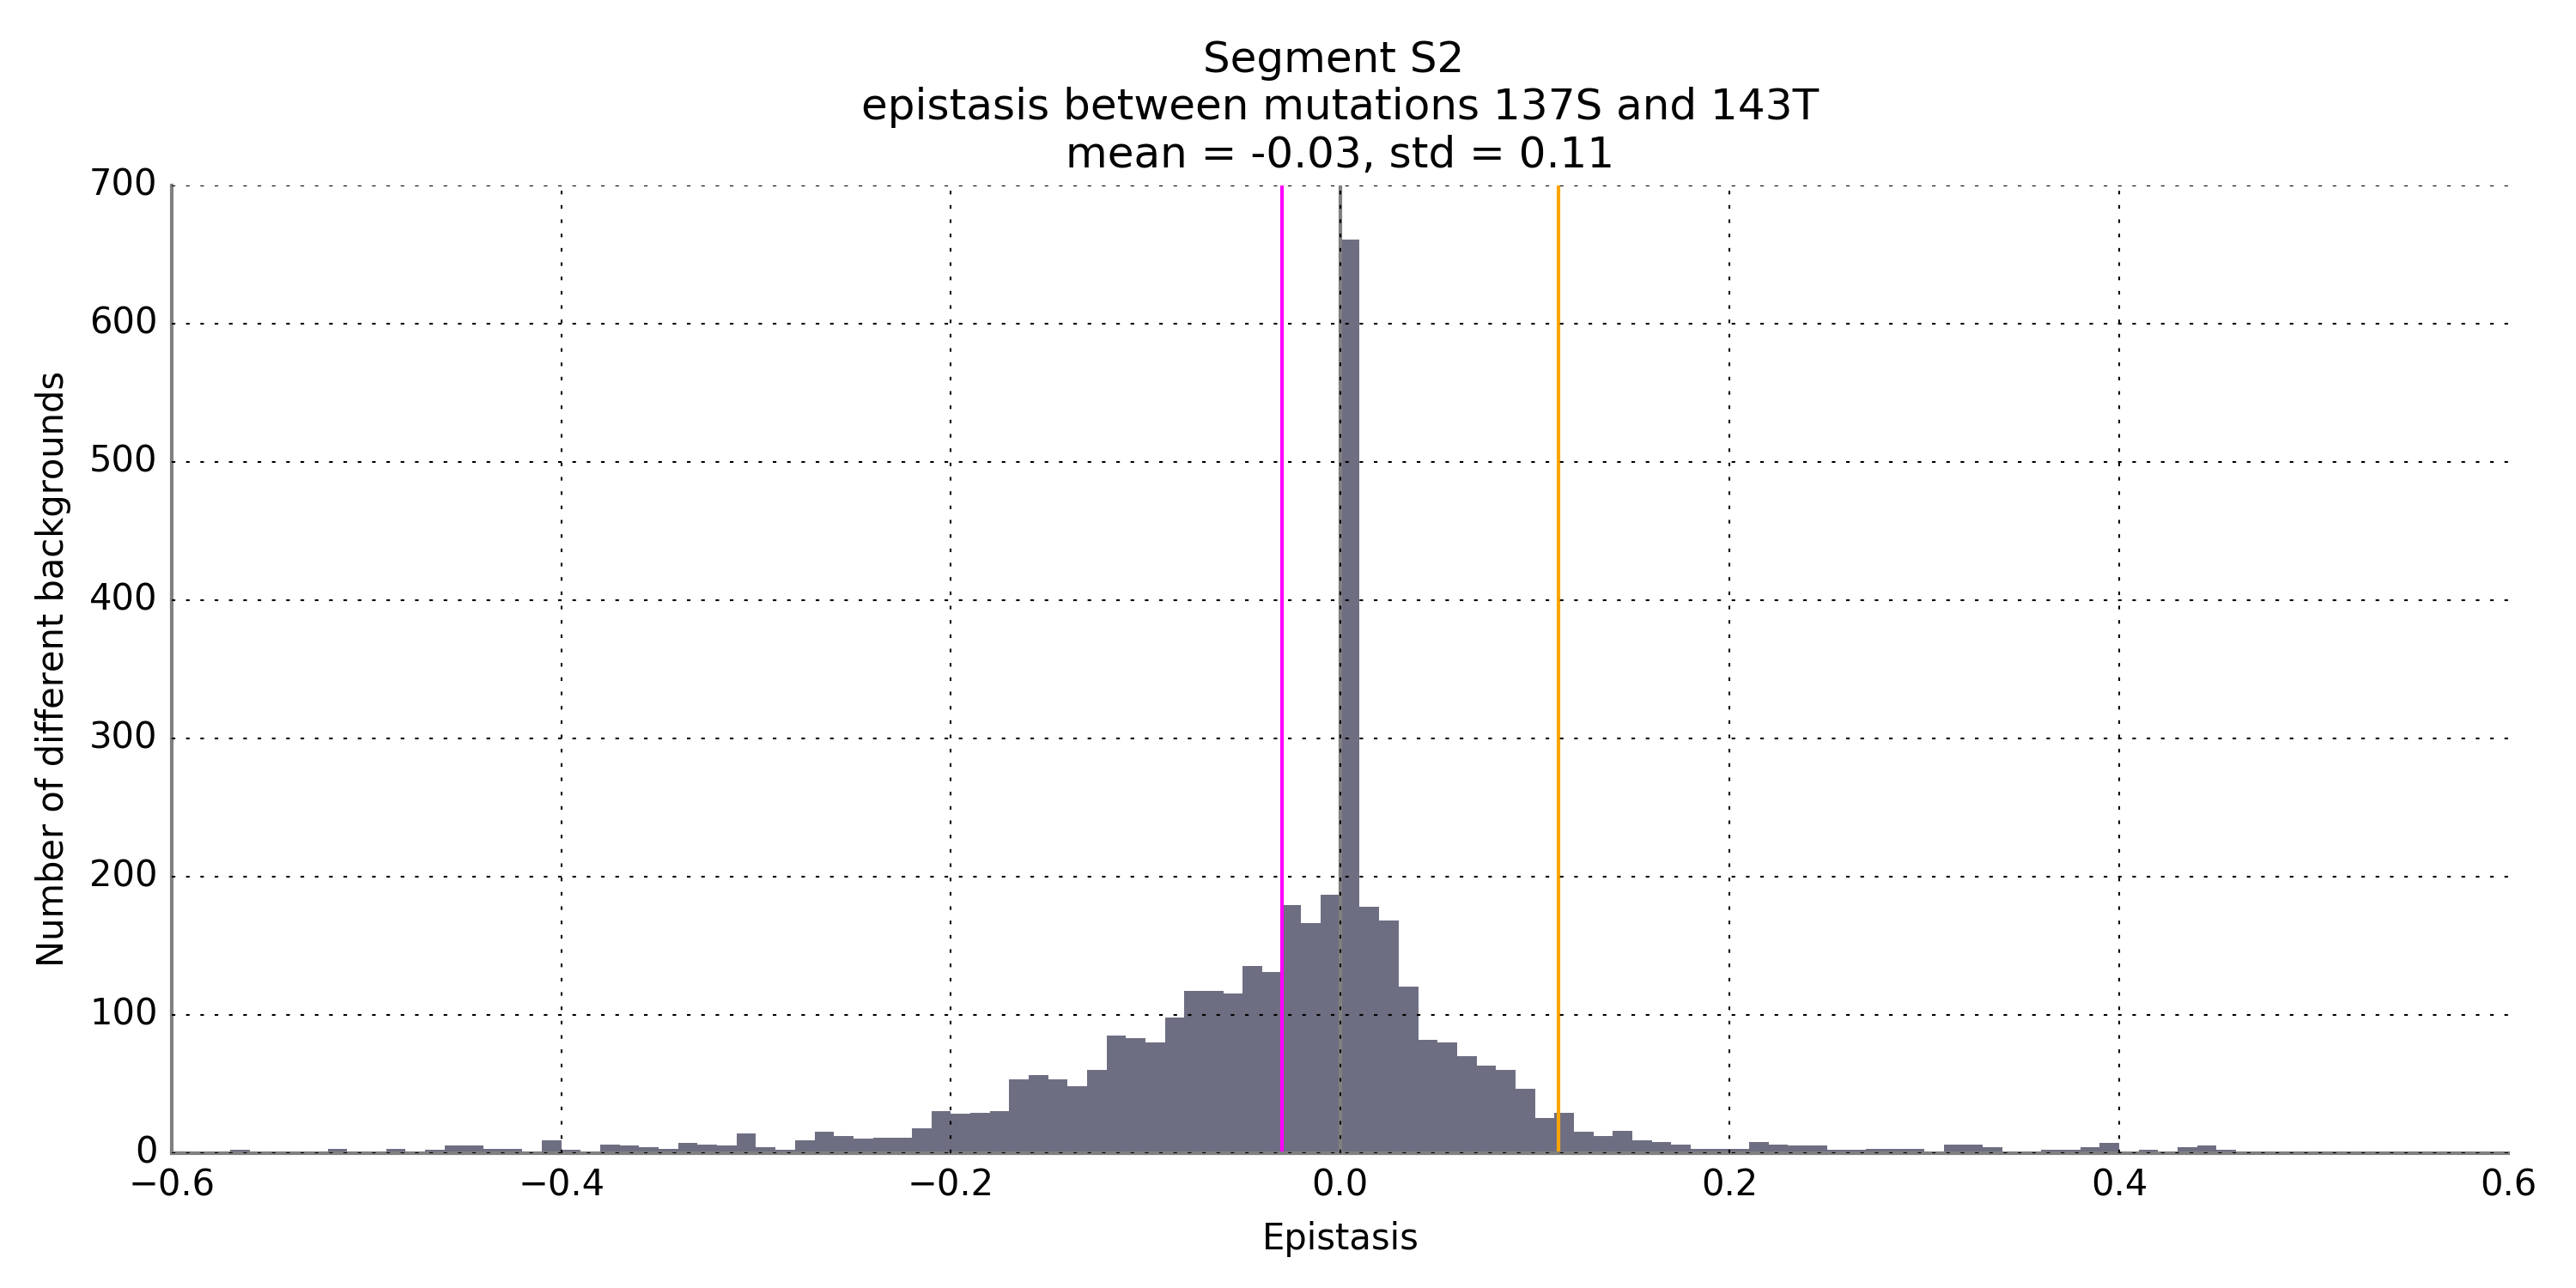 Segment S2
epistasis between mutations 137S and 143T
mean = -0.03, std = 0.11
700
600
500
400
300
200
100
0
Number of different backgrounds
−0.6 −0.4 −0.2 0.0 0.2 0.4 0.6
Epistasis